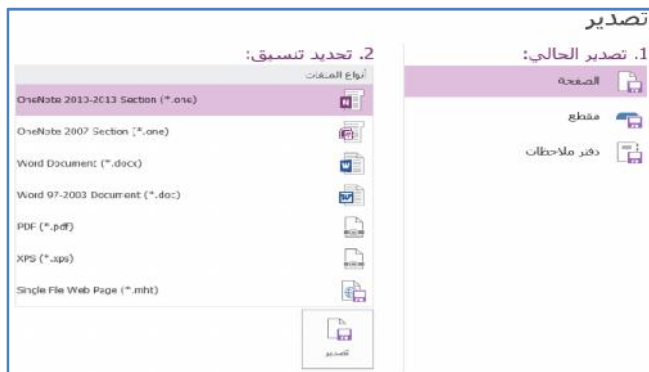 تصدير
1. تصدير الحالي:
الصفحة
مقطع
دفتر ملاحظات
2. تحديد تنسيق:
أنواع الملفات
OneNote 2010-2013 Section (*.one)
OneNote 2007 Section (*.one)
Word Document (*.docx)
Word 97-2003 Document (*.doc)
PDF (*.pdf)
XPS (*.xps)
Single File Web Page (*.mht)
تصدير